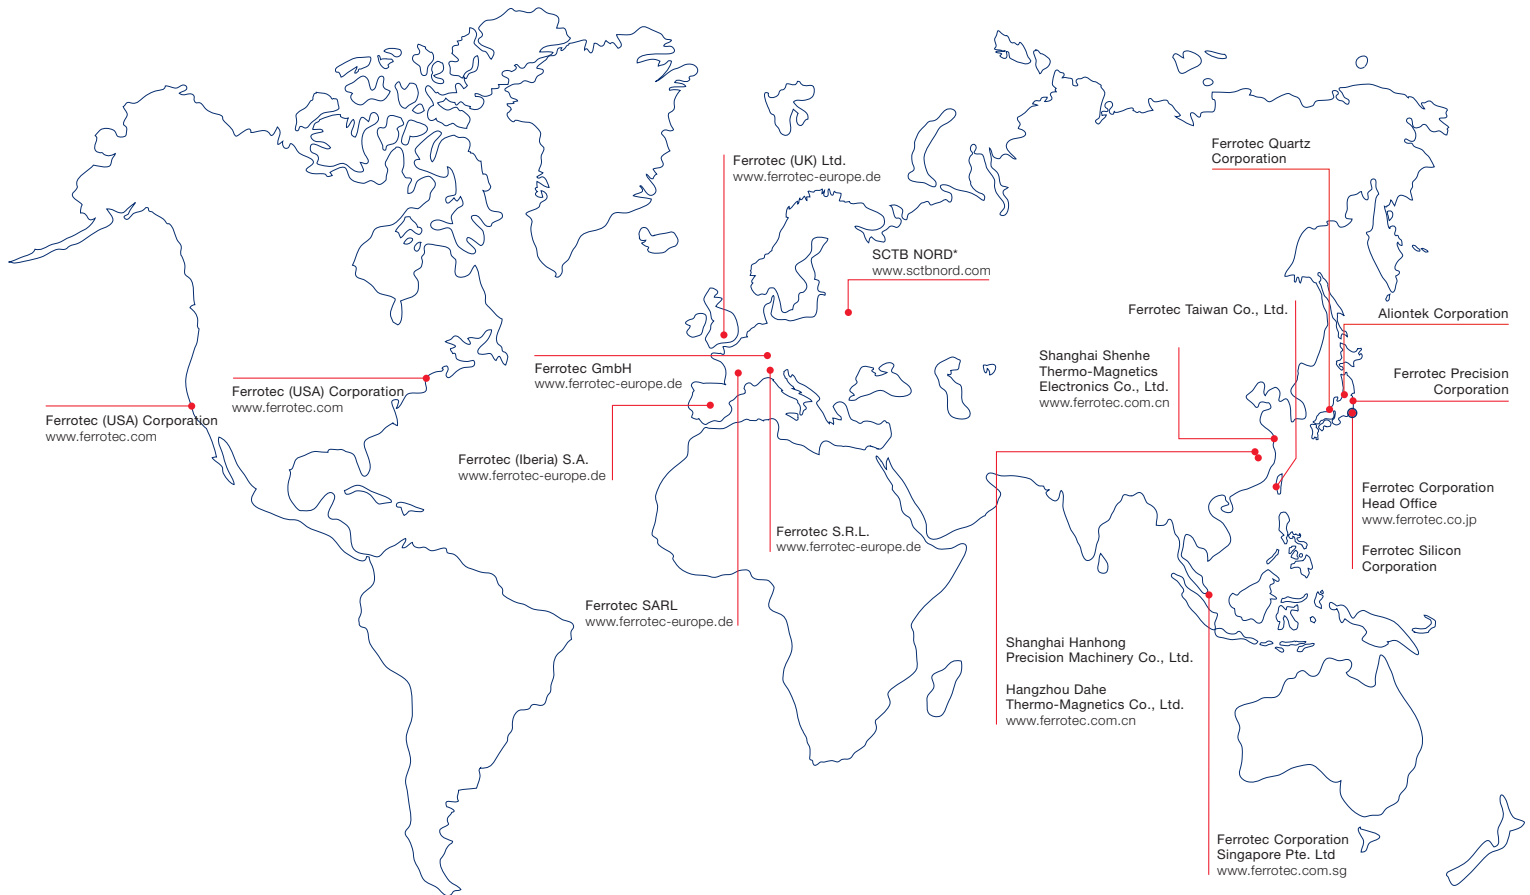 Ferrotec Quartz
Corporation
Ferrotec (UK) Ltd.
www.ferrotec-europe.de
SCTB NORD*
www.sctbnord.com
Ferrotec Taiwan Co., Ltd.
Aliontek Corporation
Shanghai Shenhe
Thermo-Magnetics
Electronics Co., Ltd.
www.ferrotec.com.cn
Ferrotec GmbH
www.ferrotec-europe.de
Ferrotec Precision
Corporation
Ferrotec (USA) Corporation
www.ferrotec.com
Ferrotec (USA) Corporation
www.ferrotec.com
Ferrotec (Iberia) S.A.
www.ferrotec-europe.de
Ferrotec Corporation
Head Office
www.ferrotec.co.jp
Ferrotec Silicon
Corporation
Ferrotec S.R.L.
www.ferrotec-europe.de
Ferrotec SARL
www.ferrotec-europe.de
Shanghai Hanhong
Precision Machinery Co., Ltd.
Hangzhou Dahe
Thermo-Magnetics Co., Ltd.
www.ferrotec.com.cn
Ferrotec Corporation
Singapore Pte. Ltd
www.ferrotec.com.sg